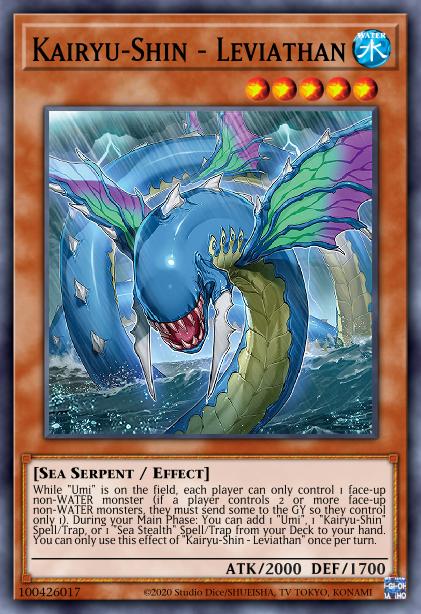 KAIRYU-SHIN - LEVIATHAN
WATER
水
[SEA SERPENT / EFFECT]
While "Umi" is on the field, each player can only control 1 face-up
non-WATER monster (if a player controls 2 or more face-up
non-WATER monsters, they must send some to the GY so they control
only 1). During your Main Phase: You can add 1 "Umi", 1 "Kairyu-Shin"
Spell/Trap, or 1 "Sea Stealth" Spell/Trap from your Deck to your hand.
You can only use this effect of "Kairyu-Shin - Leviathan" once per turn.
ATK/2000 DEF/1700
100426017
©2020 Studio Dice/SHUEISHA, TV TOKYO, KONAMI